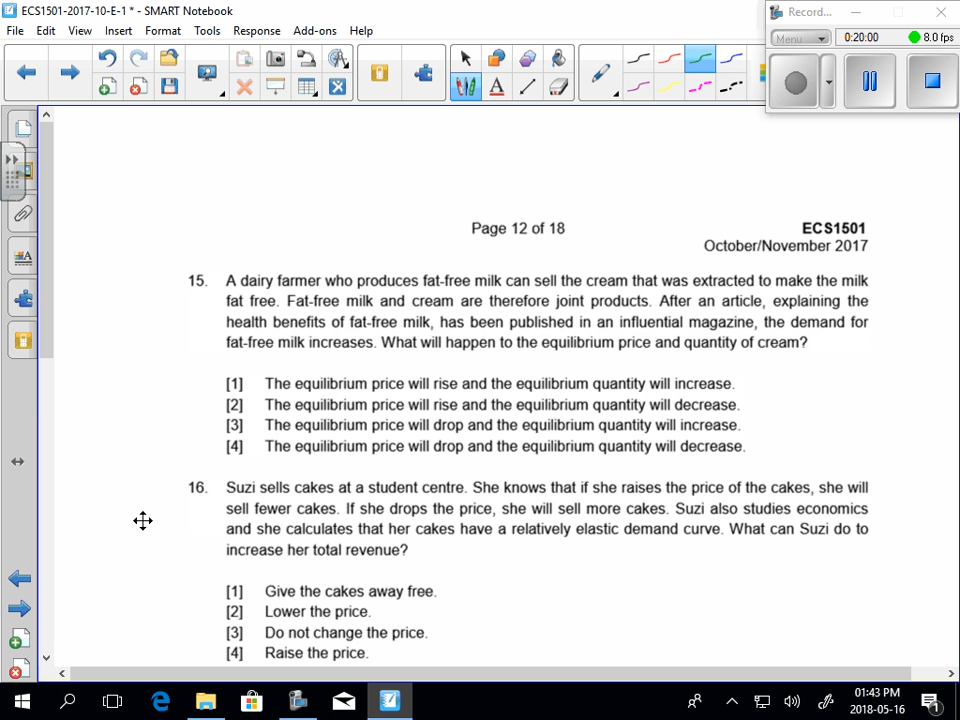 ECS1501-2017-10-E-1 * - SMART Notebook
File Edit View Insert Format Tools Response Add-ons Help
Record...
Menu 0:20:00 8.0 fps
Page 12 of 18 ECS1501
October/November 2017
15. A dairy farmer who produces fat-free milk can sell the cream that was extracted to make the milk
fat free. Fat-free milk and cream are therefore joint products. After an article, explaining the
health benefits of fat-free milk, has been published in an influential magazine, the demand for
fat-free milk increases. What will happen to the equilibrium price and quantity of cream?
[1] The equilibrium price will rise and the equilibrium quantity will increase.
[2] The equilibrium price will rise and the equilibrium quantity will decrease.
[3] The equilibrium price will drop and the equilibrium quantity will increase.
[4] The equilibrium price will drop and the equilibrium quantity will decrease.
16. Suzi sells cakes at a student centre. She knows that if she raises the price of the cakes, she will
sell fewer cakes. If she drops the price, she will sell more cakes. Suzi also studies economics
and she calculates that her cakes have a relatively elastic demand curve. What can Suzi do to
increase her total revenue?
[1] Give the cakes away free.
[2] Lower the price.
[3] Do not change the price.
[4] Raise the price.
01:43 PM
2018-05-16
1